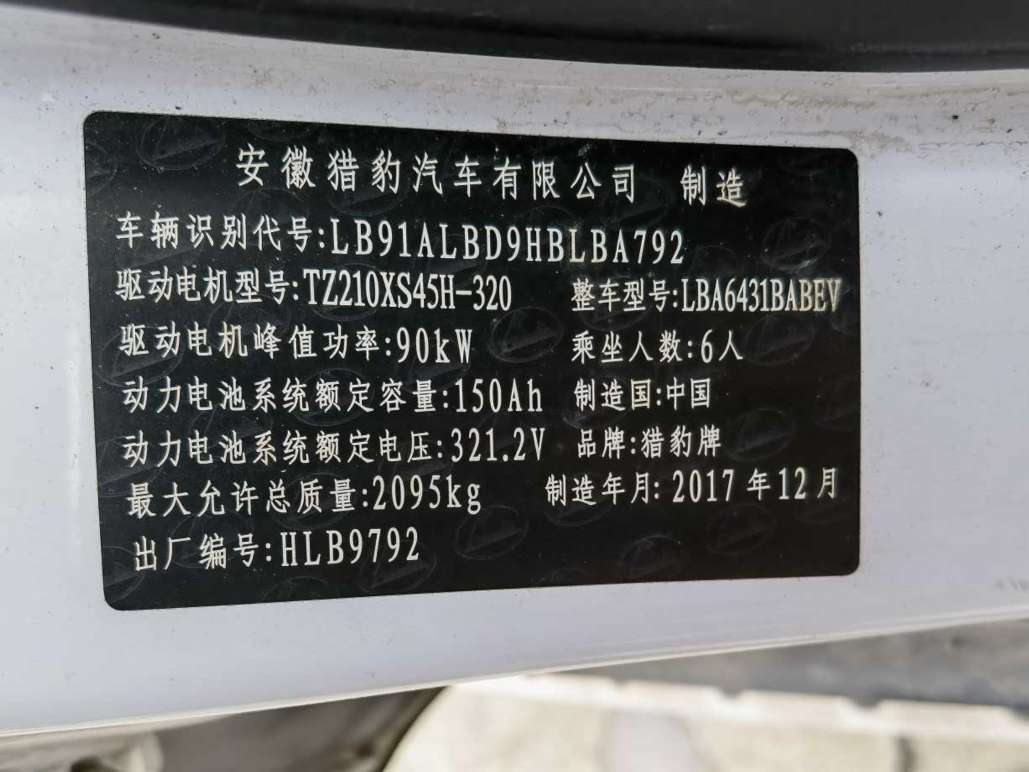 安徽猎豹汽车有限公司 制造
车辆识别代号:LB91ALBD9HBLBA792
驱动电机型号:TZ210XS45H-320 整车型号:LBA6431BABEV
驱动电机峰值功率:90kW 乘坐人数:6人
动力电池系统额定容量:150Ah 制造国:中国
动力电池系统额定电压:321.2V 品牌:猎豹牌
最大允许总质量:2095kg 制造年月: 2017年12月
出厂编号:HLB9792